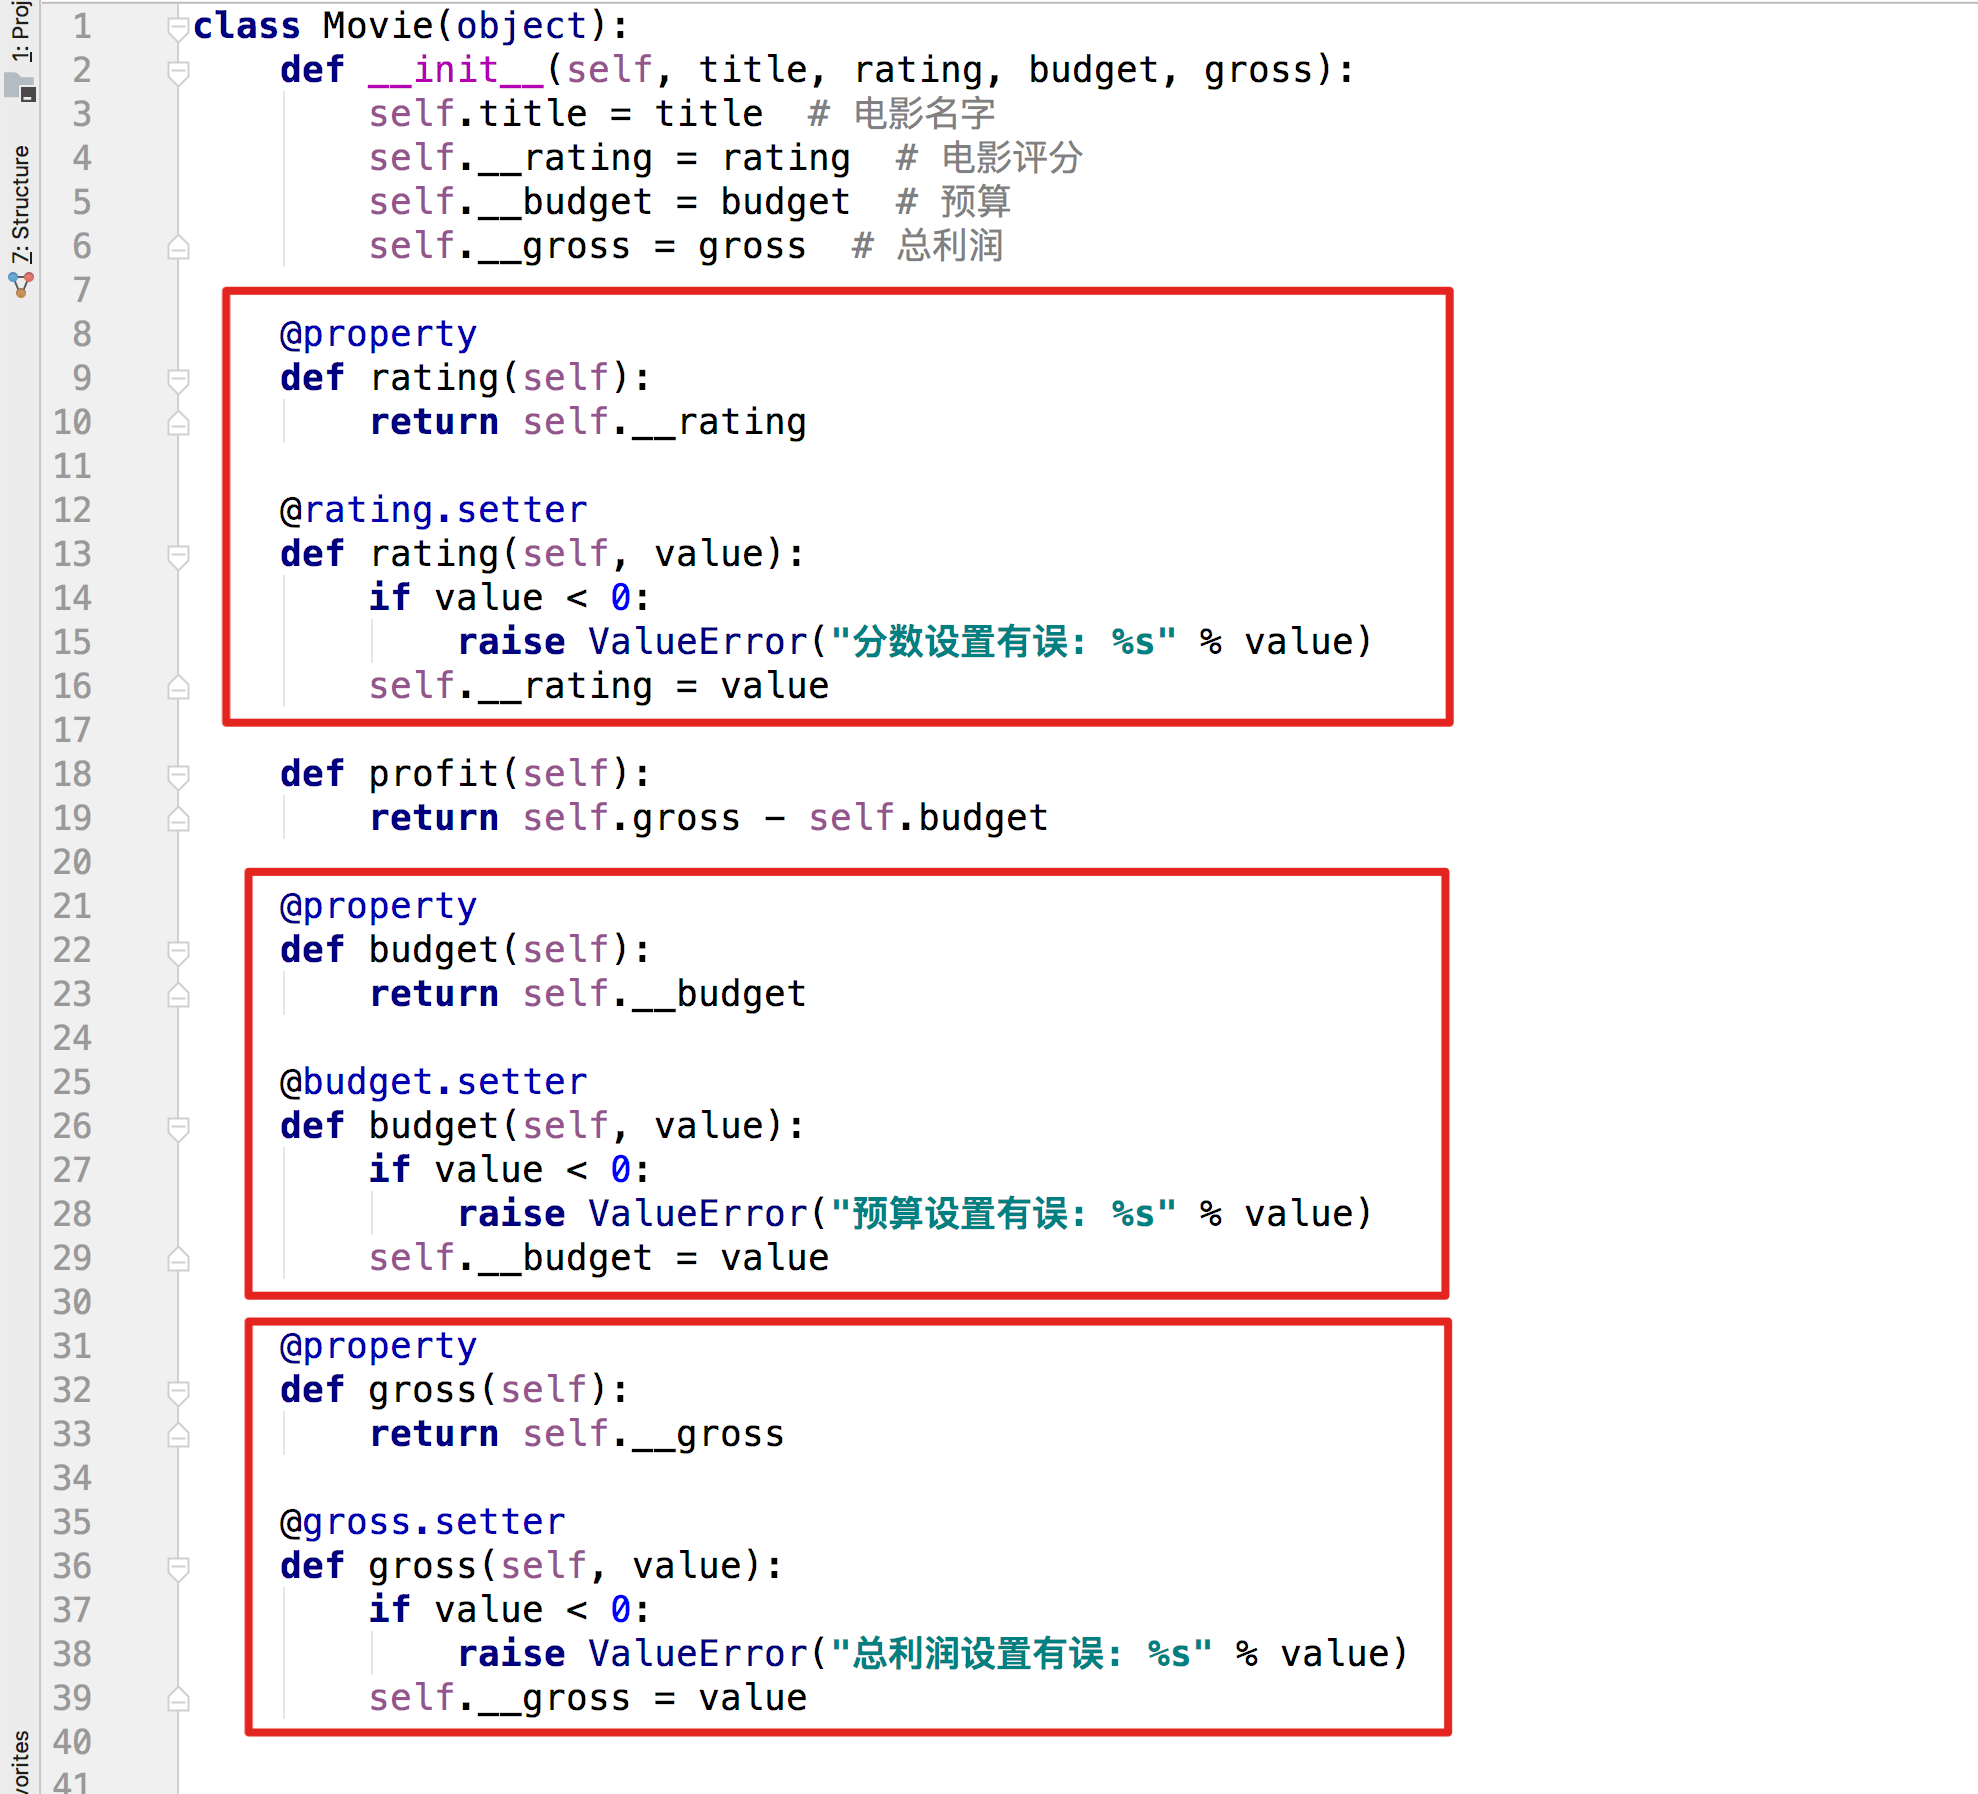 1: Proj
7: Structure
vorites
1 class Movie(object):
2     def __init__(self, title, rating, budget, gross):
3         self.title = title  # 电影名字
4         self.__rating = rating  # 电影评分
5         self.__budget = budget  # 预算
6         self.__gross = gross  # 总利润
7
8     @property
9     def rating(self):
10         return self.__rating
11
12     @rating.setter
13     def rating(self, value):
14         if value < 0:
15             raise ValueError("分数设置有误: %s" % value)
16         self.__rating = value
17
18     def profit(self):
19         return self.gross - self.budget
20
21     @property
22     def budget(self):
23         return self.__budget
24
25     @budget.setter
26     def budget(self, value):
27         if value < 0:
28             raise ValueError("预算设置有误: %s" % value)
29         self.__budget = value
30
31     @property
32     def gross(self):
33         return self.__gross
34
35     @gross.setter
36     def gross(self, value):
37         if value < 0:
38             raise ValueError("总利润设置有误: %s" % value)
39         self.__gross = value
40
41